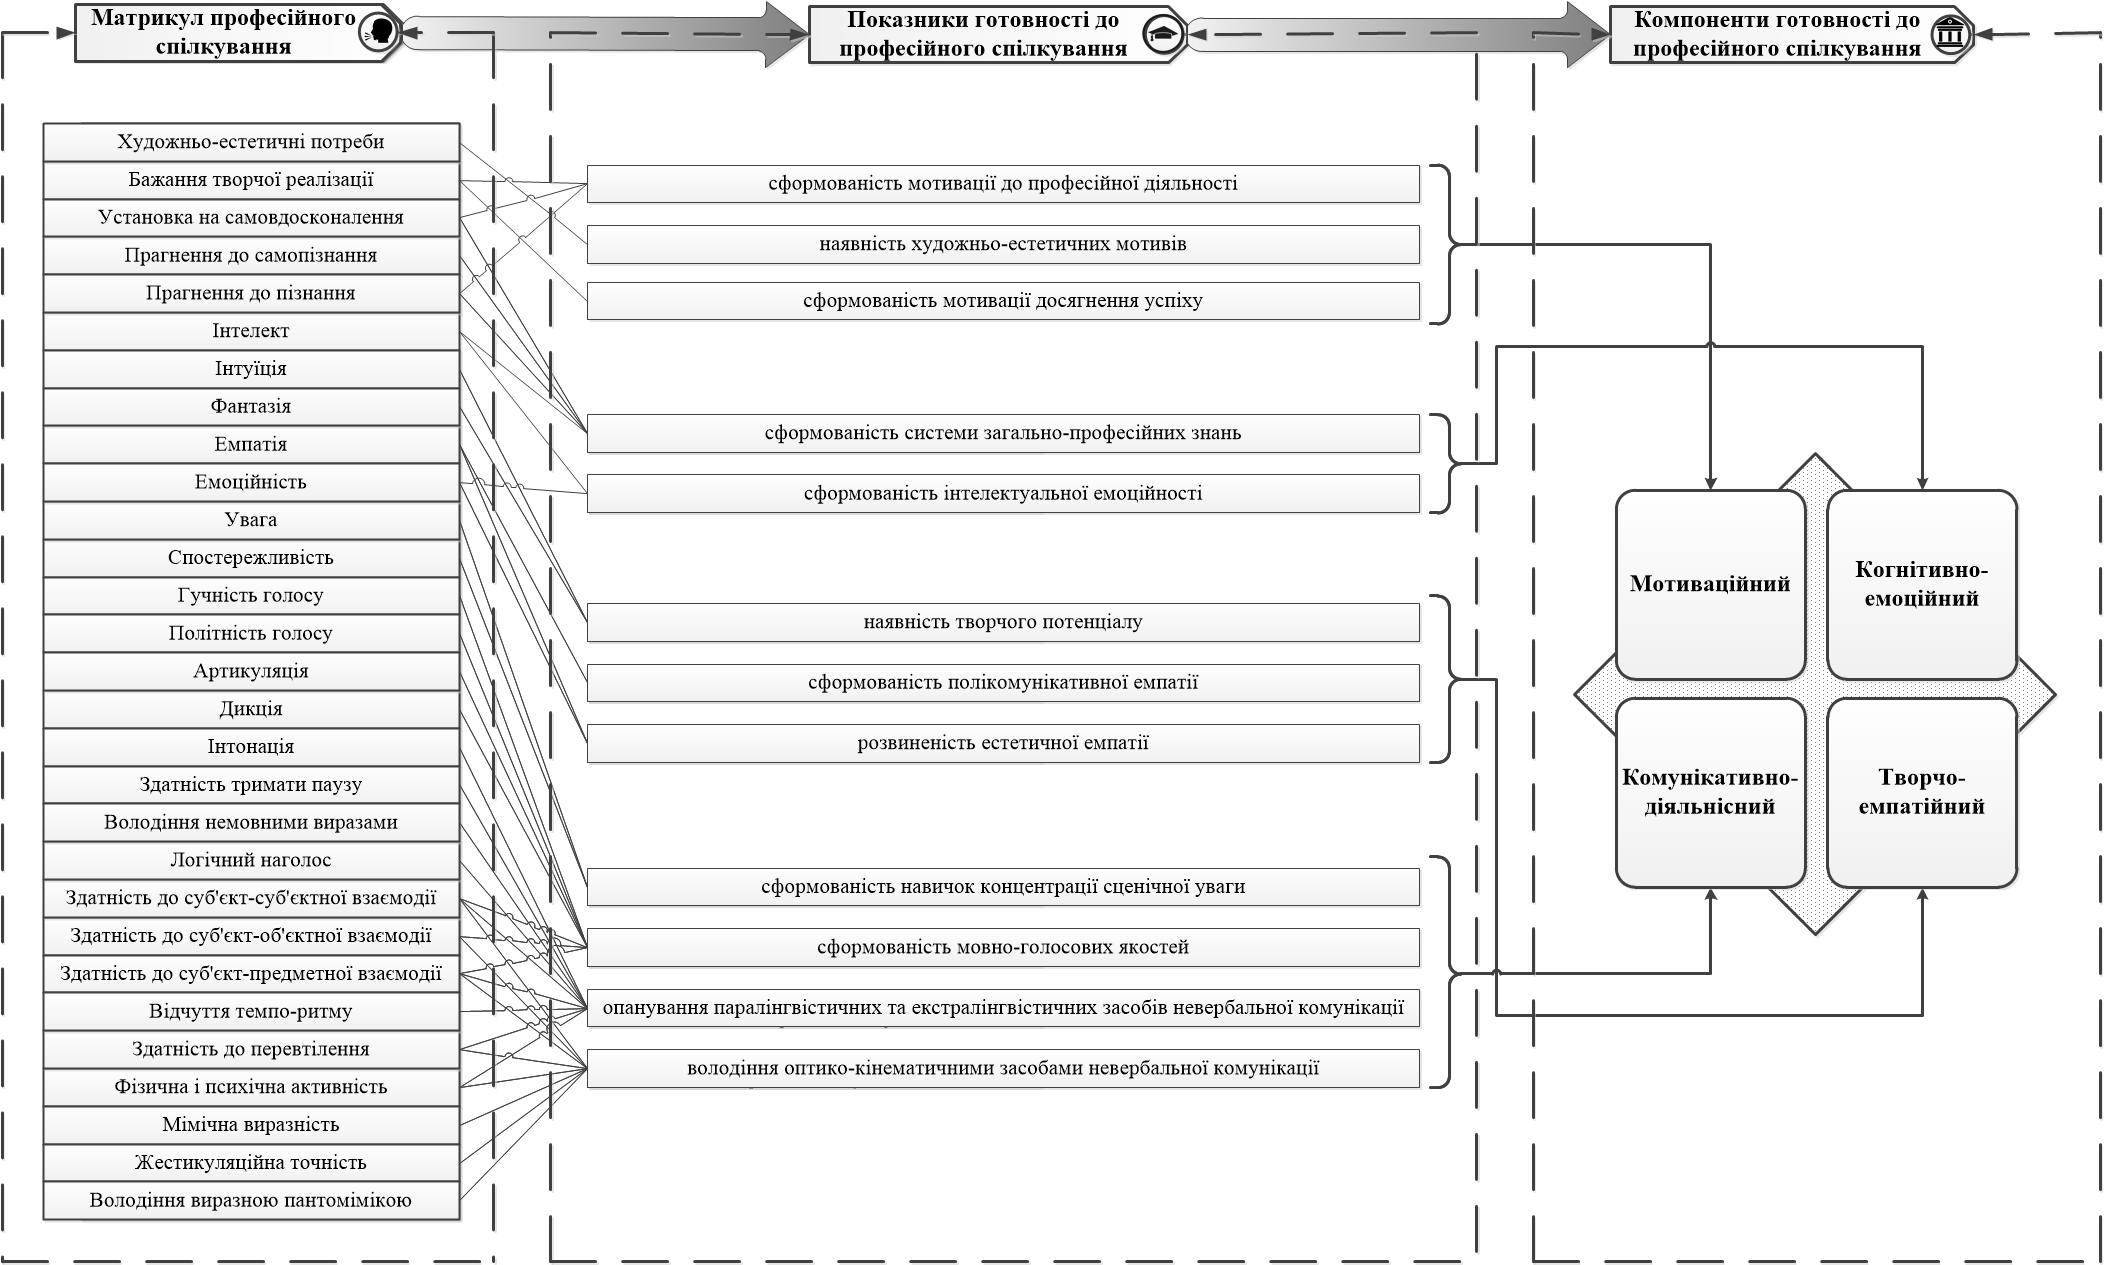 Матрикул професійного
спілкування
Показники готовності до
професійного спілкування
Компоненти готовності до
професійного спілкування
Художньо-естетичні потреби
Бажання творчої реалізації
Установка на самовдосконалення
Прагнення до самопізнання
Прагнення до пізнання
Інтелект
Інтуїція
Фантазія
Емпатія
Емоційність
Увага
Спостережливість
Гучність голосу
Політність голосу
Артикуляція
Дикція
Інтонація
Здатність тримати паузу
Володіння немовними виразами
Логічний наголос
Здатність до суб'єкт-суб'єктної взаємодії
Здатність до суб'єкт-об'єктної взаємодії
Здатність до суб'єкт-предметної взаємодії
Відчуття темпо-ритму
Здатність до перевтілення
Фізична і психічна активність
Мімічна виразність
Жестикуляційна точність
Володіння виразною пантомімікою
сформованість мотивації до професійної діяльності
наявність художньо-естетичних мотивів
сформованість мотивації досягнення успіху
сформованість системи загально-професійних знань
сформованість інтелектуальної емоційності
наявність творчого потенціалу
сформованість полікомунікативної емпатії
розвиненість естетичної емпатії
сформованість навичок концентрації сценічної уваги
сформованість мовно-голосових якостей
опанування паралінгвістичних та екстралінгвістичних засобів невербальної комунікації
володіння оптико-кінематичними засобами невербальної комунікації
Мотиваційний
Когнітивно-
емоційний
Комунікативно-
діяльнісний
Творчо-
емпатійний